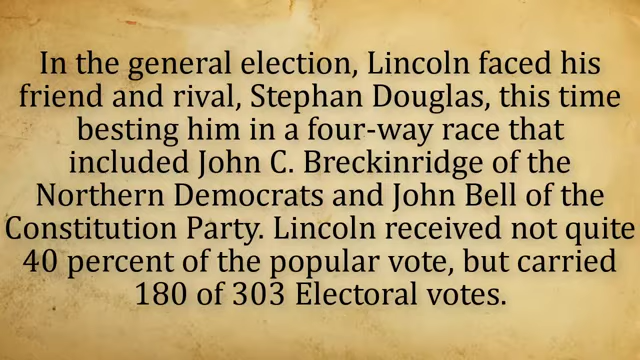 In the general election, Lincoln faced his
friend and rival, Stephan Douglas, this time
besting him in a four-way race that
included John C. Breckinridge of the
Northern Democrats and John Bell of the
Constitution Party. Lincoln received not quite
40 percent of the popular vote, but carried
180 of 303 Electoral votes.